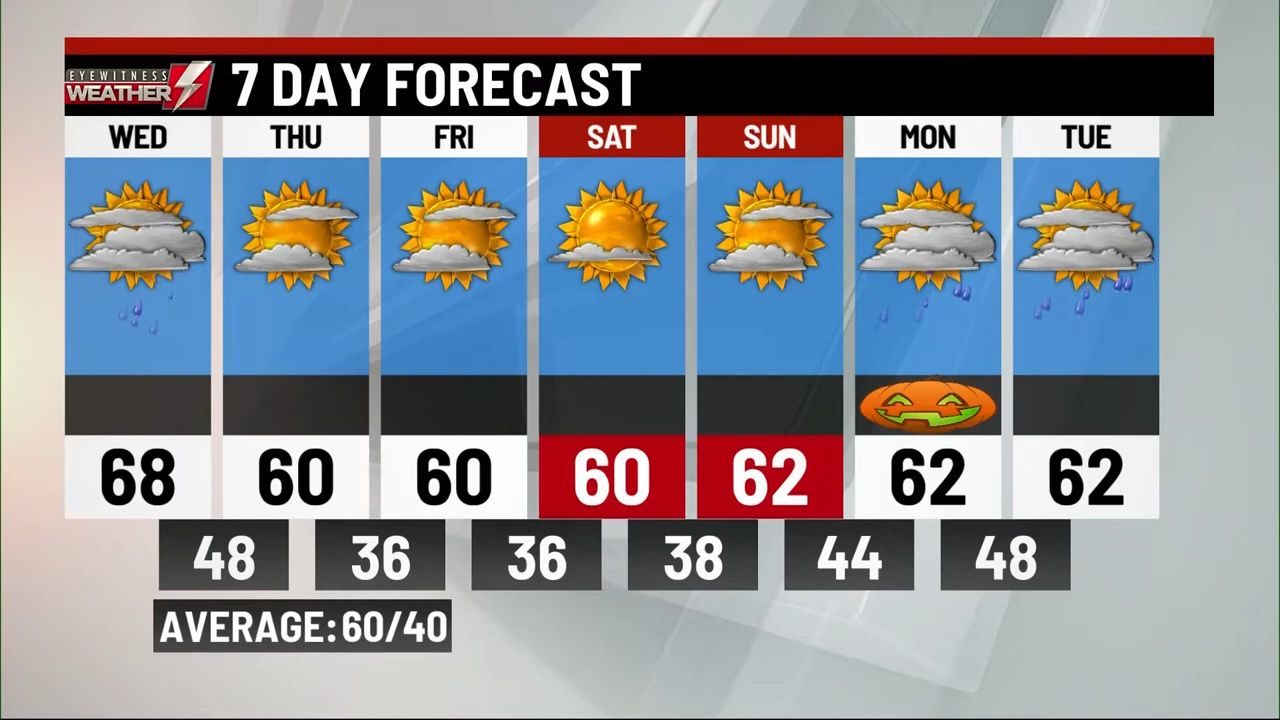 EYEWITNESS
WEATHER
7 DAY FORECAST
WED THU FRI SAT SUN MON TUE
68 60 60 60 62 62 62
48 36 36 38 44 48
AVERAGE: 60/40